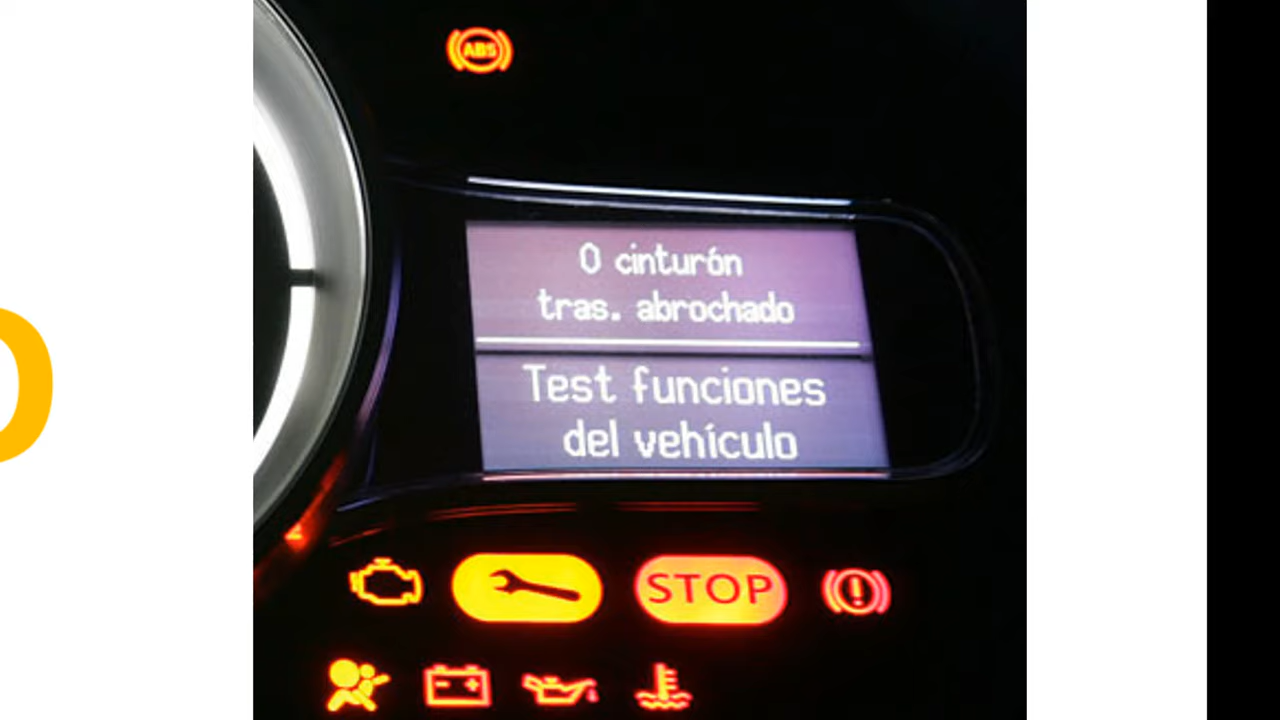 ABS
0 cinturón
tras. abrochado
Test funciones
del vehículo
STOP